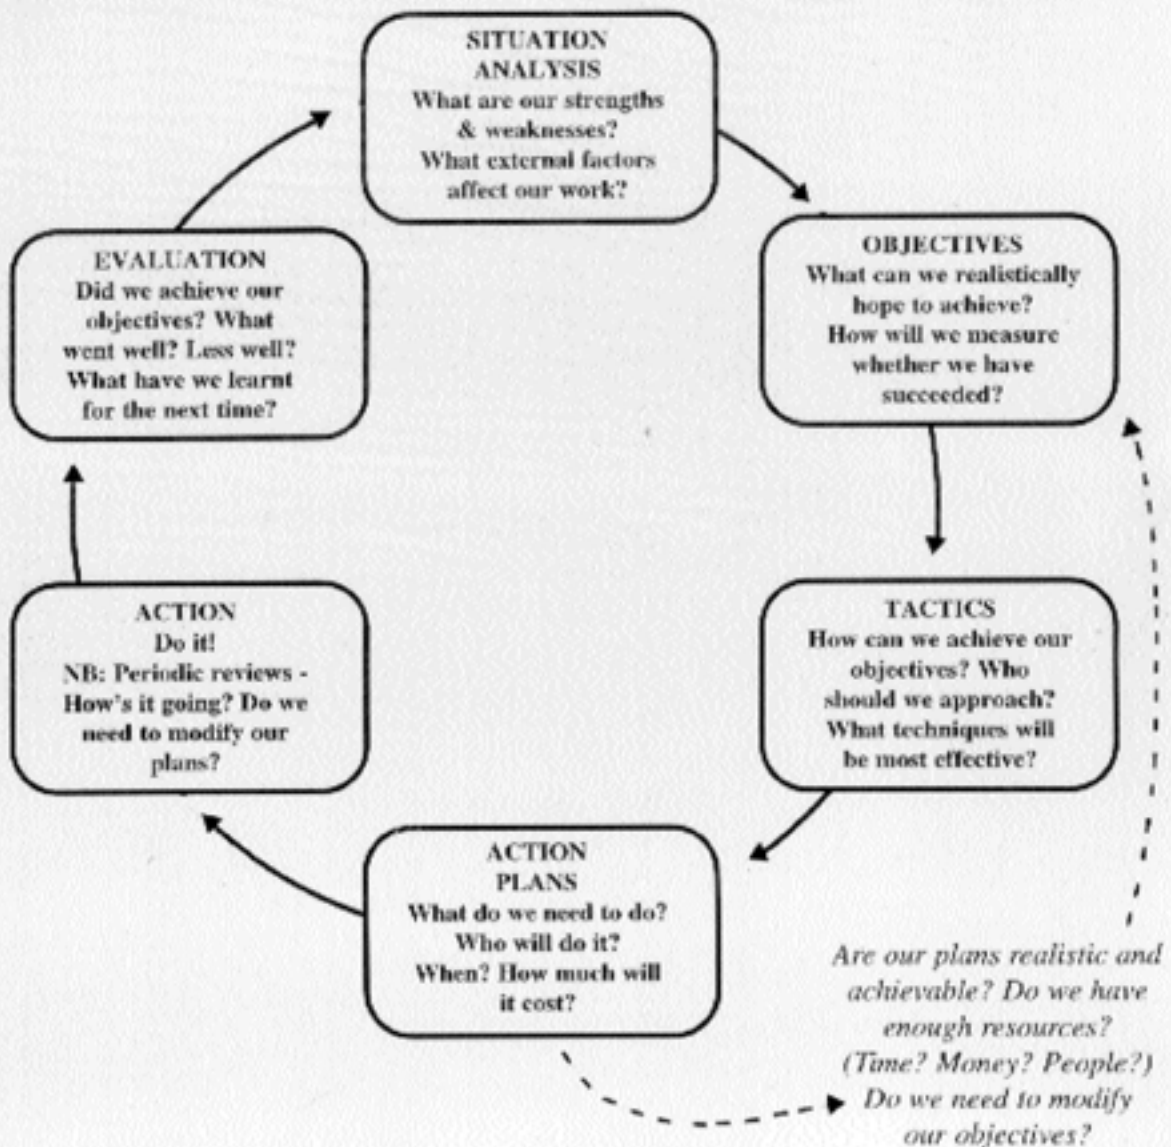 SITUATION
ANALYSIS
What are our strengths
& weaknesses?
What external factors
affect our work?
OBJECTIVES
What can we realistically
hope to achieve?
How will we measure
whether we have
succeeded?
TACTICS
How can we achieve our
objectives? Who
should we approach?
What techniques will
be most effective?
ACTION
PLANS
What do we need to do?
Who will do it?
When? How much will
it cost?
Are our plans realistic and
achievable? Do we have
enough resources?
(Time? Money? People?)
Do we need to modify
our objectives?
ACTION
Do it!
NB: Periodic reviews -
How's it going? Do we
need to modify our
plans?
EVALUATION
Did we achieve our
objectives? What
went well? Less well?
What have we learnt
for the next time?